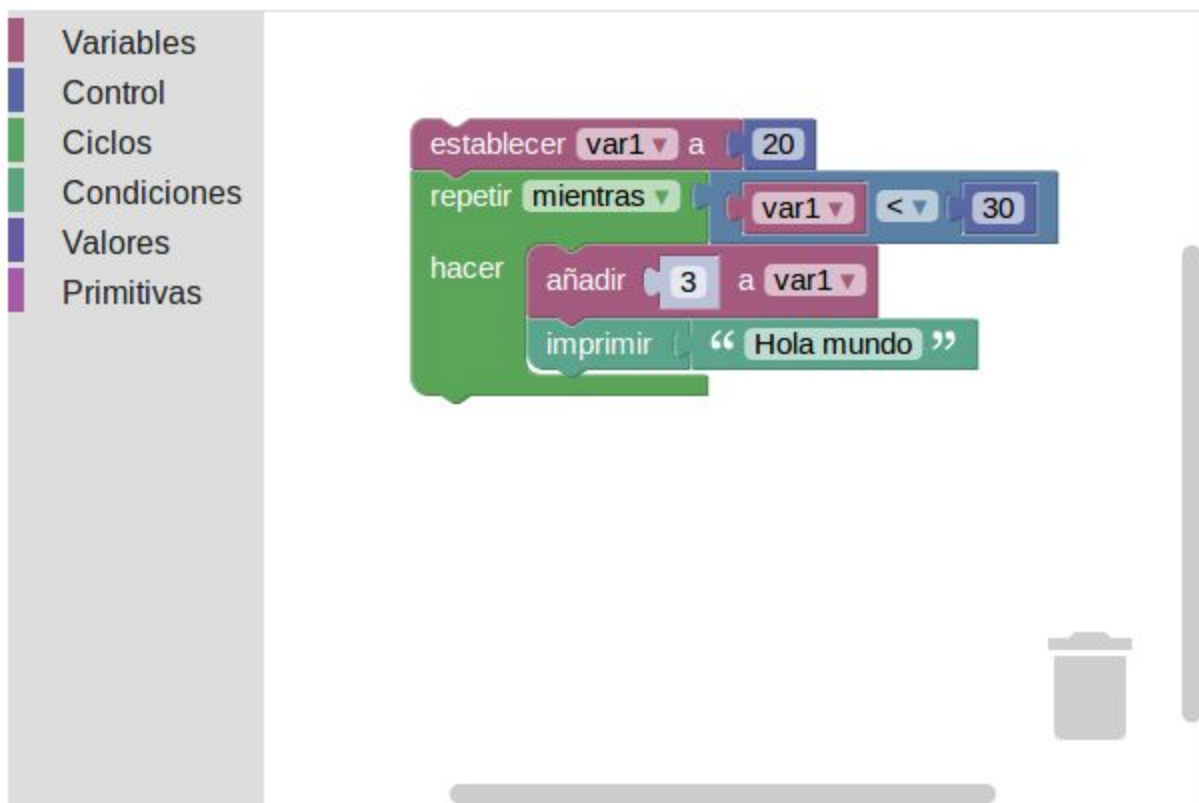 Variables
Control
Ciclos
Condiciones
Valores
Primitivas
establecer var1 ▾ a 20
repetir mientras ▾ var1 ▾ < ▾ 30
hacer añadir 3 a var1 ▾
imprimir “ Hola mundo ”